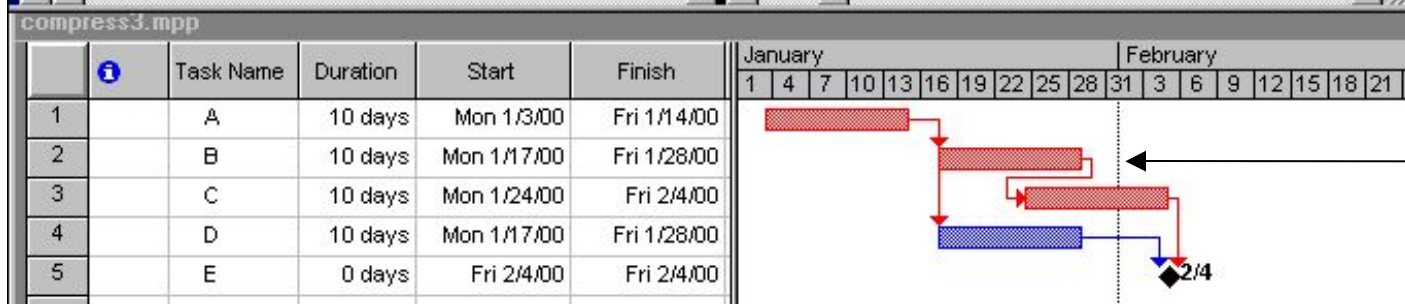 compress3.mpp
Task Name Duration Start Finish January February
1 4 7 10 13 16 19 22 25 28 31 3 6 9 12 15 18 21
1 A 10 days Mon 1/3/00 Fri 1/14/00
2 B 10 days Mon 1/17/00 Fri 1/28/00
3 C 10 days Mon 1/24/00 Fri 2/4/00
4 D 10 days Mon 1/17/00 Fri 1/28/00
5 E 0 days Fri 2/4/00 Fri 2/4/00 2/4